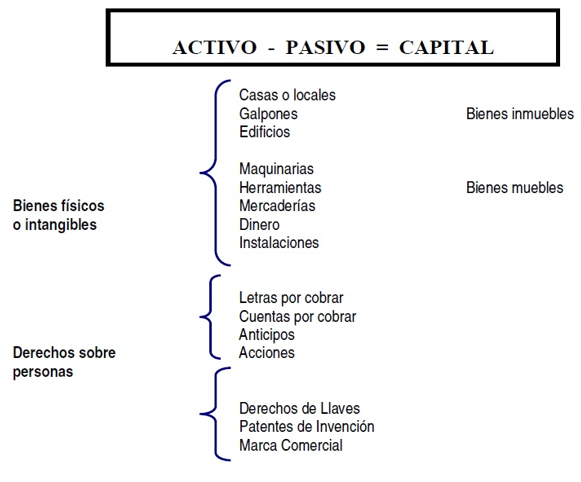 ACTIVO - PASIVO = CAPITAL
Casas o locales
Galpones Bienes inmuebles
Edificios
Maquinarias
Herramientas Bienes muebles
Bienes físicos Mercaderías
o intangibles Dinero
Instalaciones
Letras por cobrar
Cuentas por cobrar
Anticipos
Derechos sobre Acciones
personas
Derechos de Llaves
Patentes de Invención
Marca Comercial